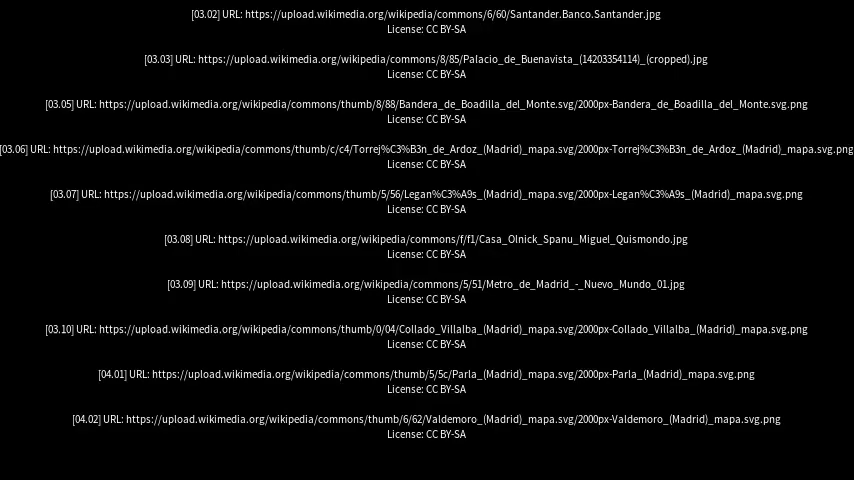 [03.02] URL: https://upload.wikimedia.org/wikipedia/commons/6/60/Santander.Banco.Santander.jpg
License: CC BY-SA
[03.03] URL: https://upload.wikimedia.org/wikipedia/commons/8/85/Palacio_de_Buenavista_(14203354114)_(cropped).jpg
License: CC BY-SA
[03.05] URL: https://upload.wikimedia.org/wikipedia/commons/thumb/8/88/Bandera_de_Boadilla_del_Monte.svg/2000px-Bandera_de_Boadilla_del_Monte.svg.png
License: CC BY-SA
[03.06] URL: https://upload.wikimedia.org/wikipedia/commons/thumb/c/c4/Torrej%C3%B3n_de_Ardoz_(Madrid)_mapa.svg/2000px-Torrej%C3%B3n_de_Ardoz_(Madrid)_mapa.svg.png
License: CC BY-SA
[03.07] URL: https://upload.wikimedia.org/wikipedia/commons/thumb/5/56/Legan%C3%A9s_(Madrid)_mapa.svg/2000px-Legan%C3%A9s_(Madrid)_mapa.svg.png
License: CC BY-SA
[03.08] URL: https://upload.wikimedia.org/wikipedia/commons/f/f1/Casa_Olnick_Spanu_Miguel_Quismondo.jpg
License: CC BY-SA
[03.09] URL: https://upload.wikimedia.org/wikipedia/commons/5/51/Metro_de_Madrid_-_Nuevo_Mundo_01.jpg
License: CC BY-SA
[03.10] URL: https://upload.wikimedia.org/wikipedia/commons/thumb/0/04/Collado_Villalba_(Madrid)_mapa.svg/2000px-Collado_Villalba_(Madrid)_mapa.svg.png
License: CC BY-SA
[04.01] URL: https://upload.wikimedia.org/wikipedia/commons/thumb/5/5c/Parla_(Madrid)_mapa.svg/2000px-Parla_(Madrid)_mapa.svg.png
License: CC BY-SA
[04.02] URL: https://upload.wikimedia.org/wikipedia/commons/thumb/6/62/Valdemoro_(Madrid)_mapa.svg/2000px-Valdemoro_(Madrid)_mapa.svg.png
License: CC BY-SA